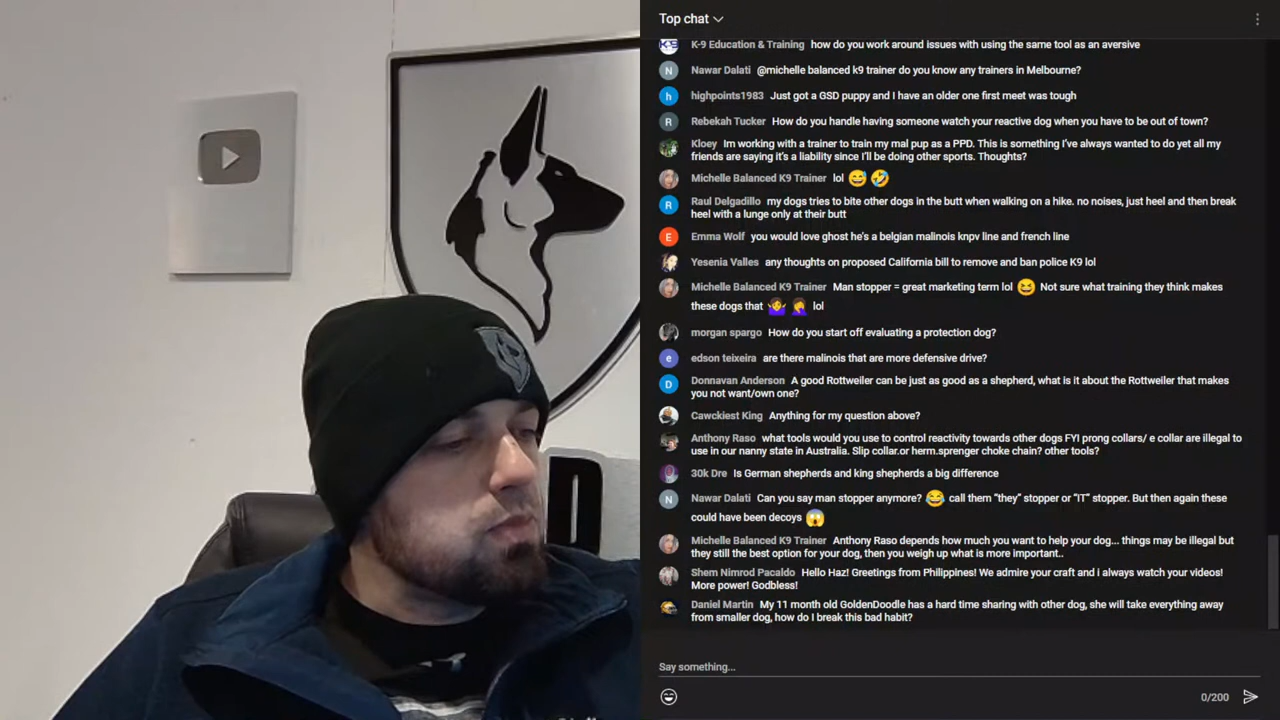 Top chat
K-9 Education & Training how do you work around issues with using the same tool as an aversive
Nawar Dalati @michelle balanced k9 trainer do you know any trainers in Melbourne?
highpoints1983 Just got a GSD puppy and I have an older one first meet was tough
Rebekah Tucker How do you handle having someone watch your reactive dog when you have to be out of town?
Kloey Im working with a trainer to train my mal pup as a PPD. This is something I've always wanted to do yet all my
friends are saying it's a liability since I'll be doing other sports. Thoughts?
Michelle Balanced K9 Trainer lol 😅 🤣
Raul Delgadillo my dogs tries to bite other dogs in the butt when walking on a hike. no noises, just heel and then break
heel with a lunge only at their butt
Emma Wolf you would love ghost he's a belgian malinois knpv line and french line
Yesenia Valles any thoughts on proposed California bill to remove and ban police K9 lol
Michelle Balanced K9 Trainer Man stopper = great marketing term lol 😆 Not sure what training they think makes
these dogs that 🤷‍♀️ 🤦‍♀️ lol
morgan spargo How do you start off evaluating a protection dog?
edson teixeira are there malinois that are more defensive drive?
Donnavan Anderson A good Rottweiler can be just as good as a shepherd, what is it about the Rottweiler that makes
you not want/own one?
Cawckiest King Anything for my question above?
Anthony Raso what tools would you use to control reactivity towards other dogs FYI prong collars/ e collar are illegal to
use in our nanny state in Australia. Slip collar.or herm.sprenger choke chain? other tools?
30k Dre Is German shepherds and king shepherds a big difference
Nawar Dalati Can you say man stopper anymore? 😂 call them “they” stopper or “IT” stopper. But then again these
could have been decoys 😱
Michelle Balanced K9 Trainer Anthony Raso depends how much you want to help your dog... things may be illegal but
they still the best option for your dog, then you weigh up what is more important..
Shem Nimrod Pacaldo Hello Haz! Greetings from Philippines! We admire your craft and i always watch your videos!
More power! Godbless!
Daniel Martin My 11 month old GoldenDoodle has a hard time sharing with other dog, she will take everything away
from smaller dog, how do I break this bad habit?
Say something...
0/200